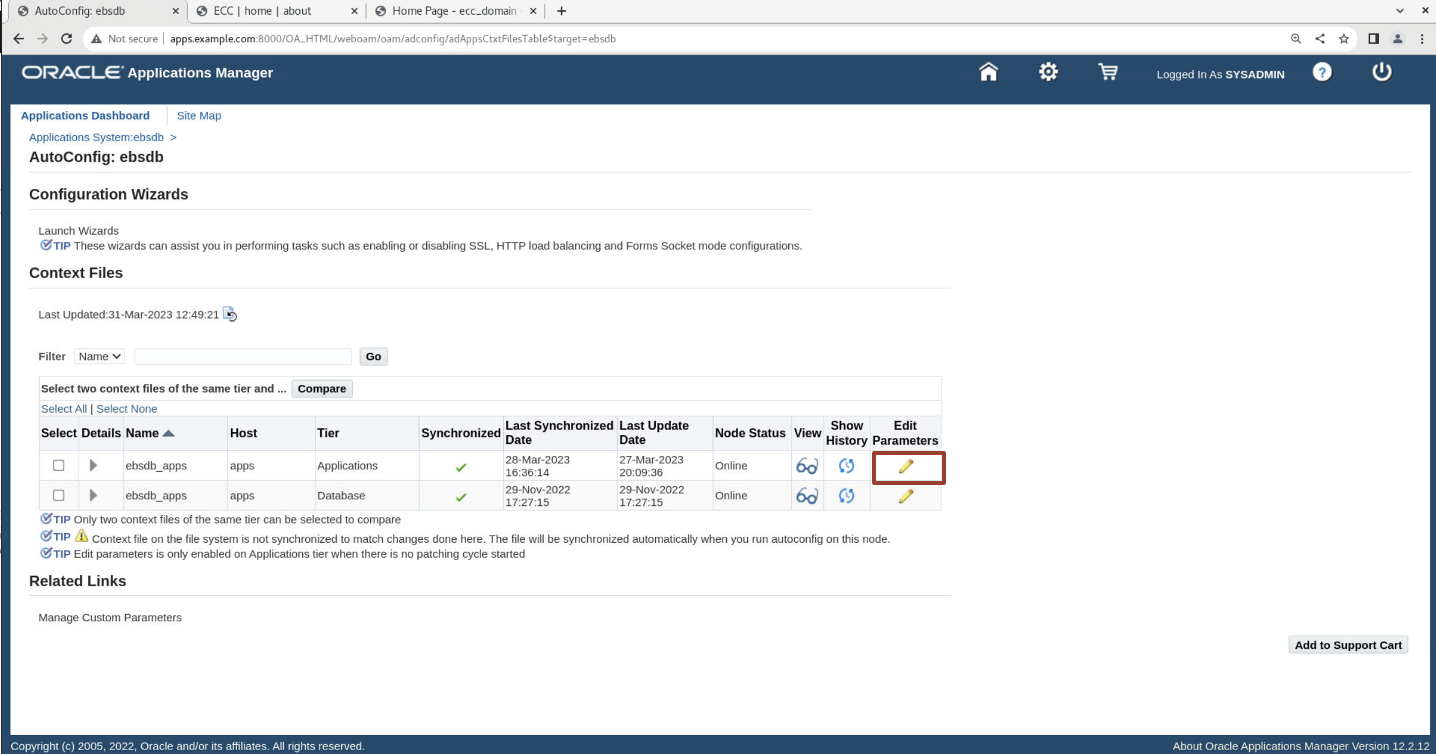 AutoConfig: ebsdb
ECC | home | about
Home Page - ecc_domain -
Not secure
apps.example.com:8000/OA_HTML/weboam/oam/adconfig/adAppsCtxtFilesTable$target=ebsdb
ORACLE Applications Manager
Logged In As SYSADMIN
?
Applications Dashboard
Site Map
Applications System:ebsdb >
AutoConfig: ebsdb
Configuration Wizards
Launch Wizards
TIP These wizards can assist you in performing tasks such as enabling or disabling SSL, HTTP load balancing and Forms Socket mode configurations.
Context Files
Last Updated:31-Mar-2023 12:49:21
Filter Name Go
Select two context files of the same tier and ... Compare
Select All | Select None
Select Details Name Host Tier Synchronized Last Synchronized Date Last Update Date Node Status View Show History Edit Parameters
ebsdb_apps apps Applications 28-Mar-2023 16:36:14 27-Mar-2023 20:09:36 Online
ebsdb_apps apps Database 29-Nov-2022 17:27:15 29-Nov-2022 17:27:15 Online
TIP Only two context files of the same tier can be selected to compare
TIP Context file on the file system is not synchronized to match changes done here. The file will be synchronized automatically when you run autoconfig on this node.
TIP Edit parameters is only enabled on Applications tier when there is no patching cycle started
Related Links
Manage Custom Parameters
Add to Support Cart
Copyright (c) 2005, 2022, Oracle and/or its affiliates. All rights reserved.
About Oracle Applications Manager Version 12.2.12